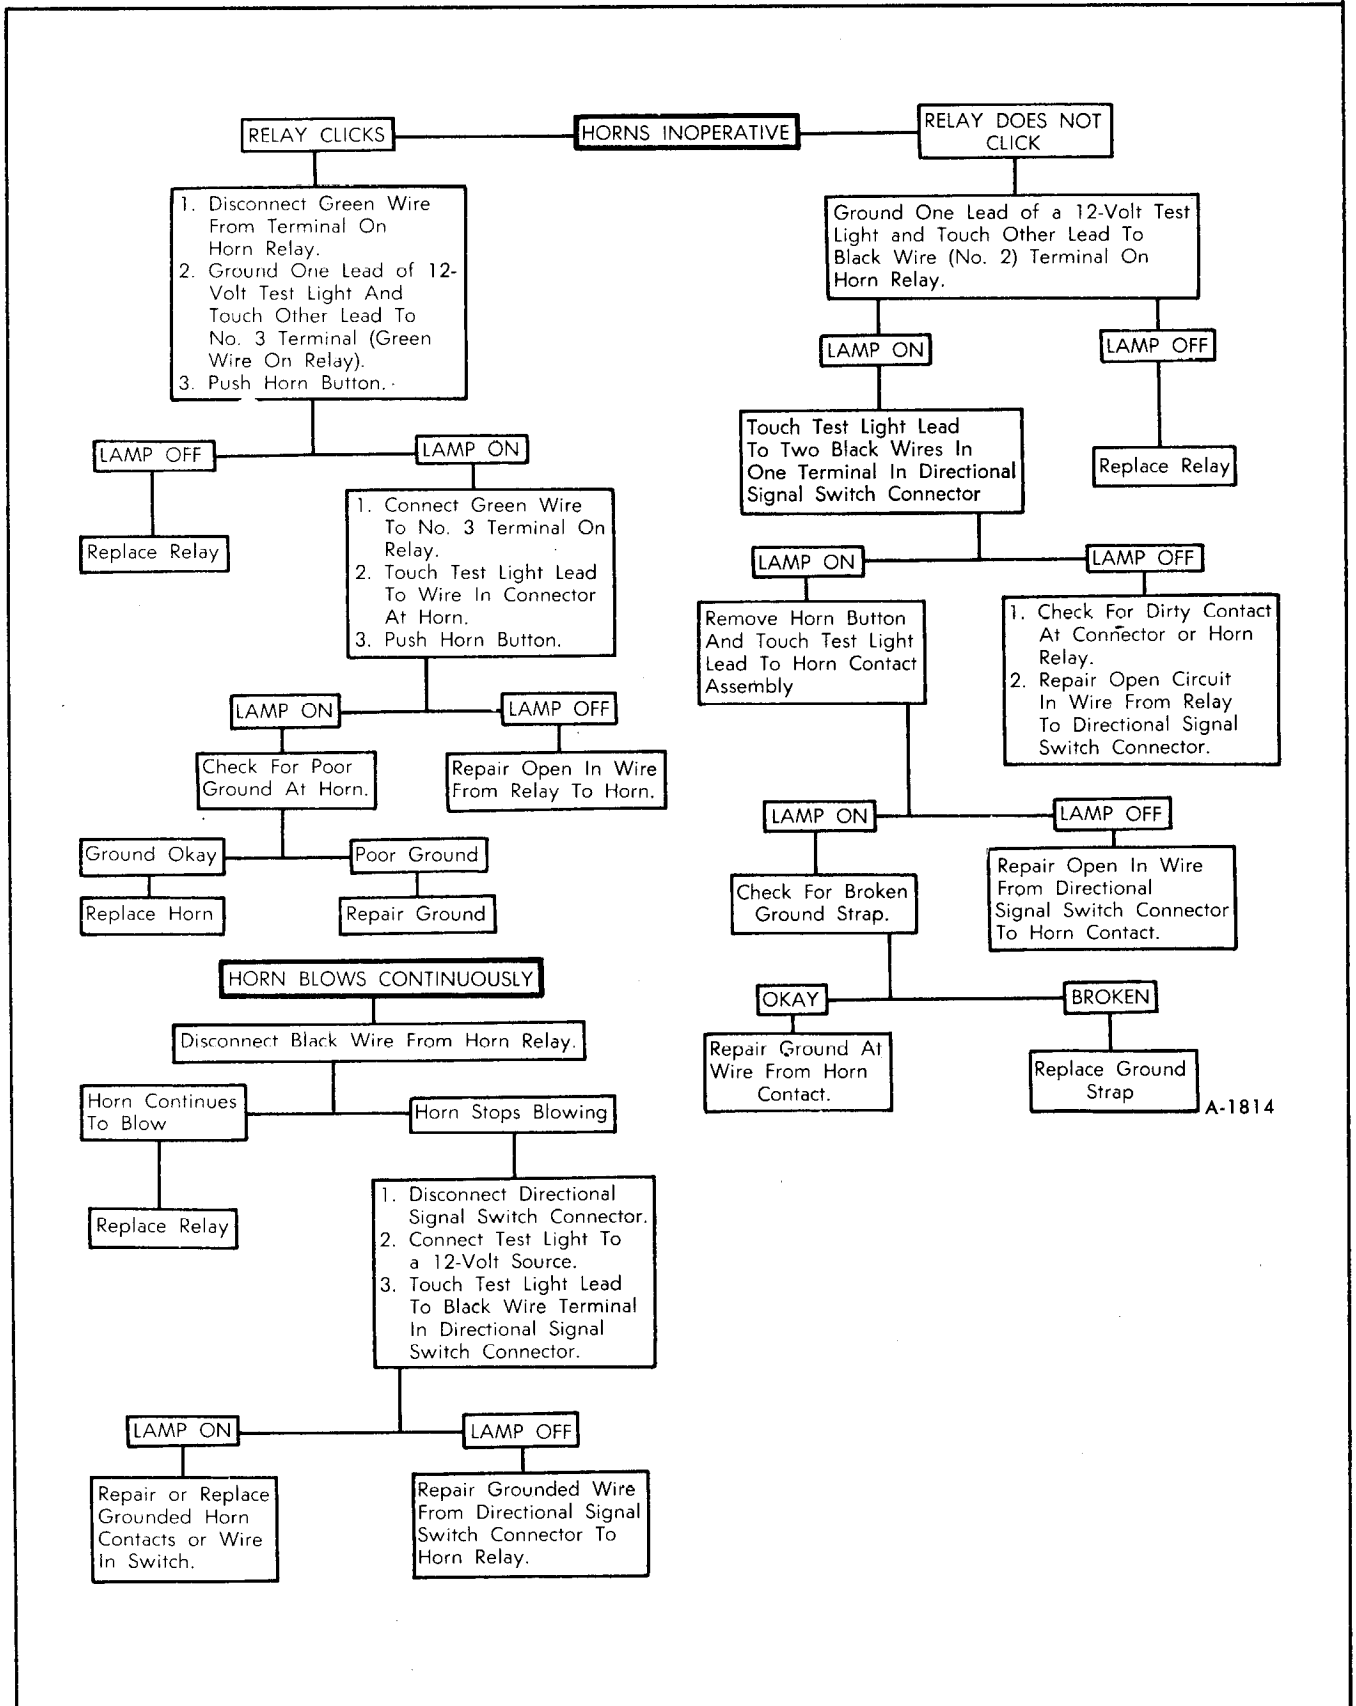 HORNS INOPERATIVE
RELAY CLICKS
1. Disconnect Green Wire
From Terminal On
Horn Relay.
2. Ground One Lead of 12-
Volt Test Light And
Touch Other Lead To
No. 3 Terminal (Green
Wire On Relay).
3. Push Horn Button.
LAMP OFF
Replace Relay
LAMP ON
1. Connect Green Wire
To No. 3 Terminal On
Relay.
2. Touch Test Light Lead
To Wire In Connector
At Horn.
3. Push Horn Button.
LAMP ON
Check For Poor
Ground At Horn.
LAMP OFF
Repair Open In Wire
From Relay To Horn.
Ground Okay
Replace Horn
Poor Ground
Repair Ground
RELAY DOES NOT
CLICK
Ground One Lead of a 12-Volt Test
Light and Touch Other Lead To
Black Wire (No. 2) Terminal On
Horn Relay.
LAMP ON
LAMP OFF
Replace Relay
Touch Test Light Lead
To Two Black Wires In
One Terminal In Directional
Signal Switch Connector
LAMP ON
Remove Horn Button
And Touch Test Light
Lead To Horn Contact
Assembly
LAMP OFF
1. Check For Dirty Contact
At Connector or Horn
Relay.
2. Repair Open Circuit
In Wire From Relay
To Directional Signal
Switch Connector.
LAMP ON
Check For Broken
Ground Strap.
LAMP OFF
Repair Open In Wire
From Directional
Signal Switch Connector
To Horn Contact.
OKAY
Repair Ground At
Wire From Horn
Contact.
BROKEN
Replace Ground
Strap
A-1814
HORN BLOWS CONTINUOUSLY
Disconnect Black Wire From Horn Relay.
Horn Continues
To Blow
Replace Relay
Horn Stops Blowing
1. Disconnect Directional
Signal Switch Connector.
2. Connect Test Light To
a 12-Volt Source.
3. Touch Test Light Lead
To Black Wire Terminal
In Directional Signal
Switch Connector.
LAMP ON
Repair or Replace
Grounded Horn
Contacts or Wire
In Switch.
LAMP OFF
Repair Grounded Wire
From Directional Signal
Switch Connector To
Horn Relay.